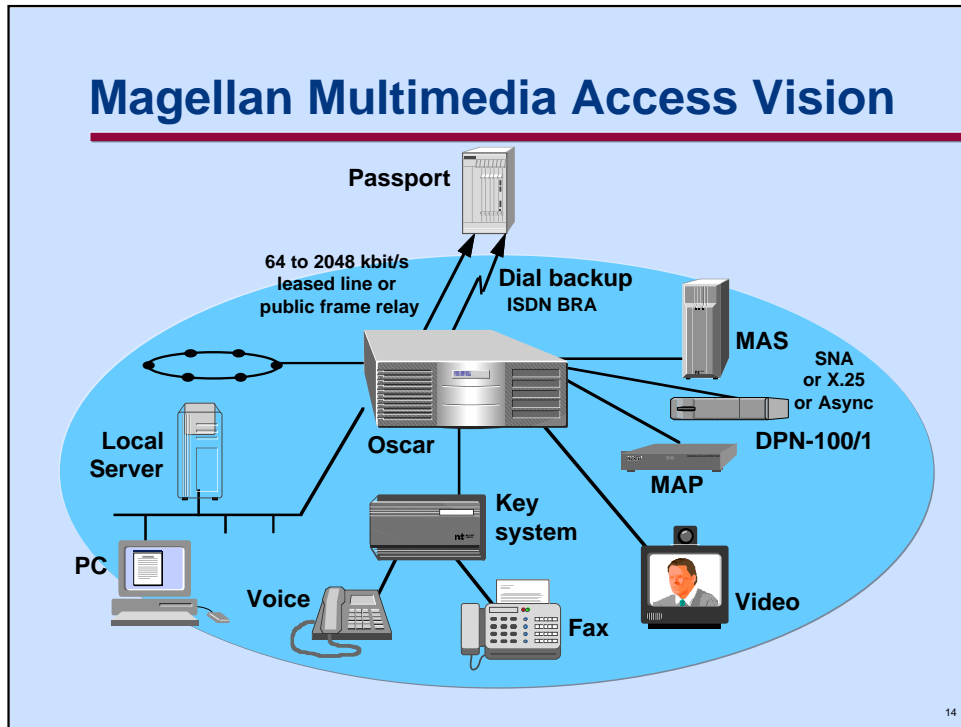 Magellan Multimedia Access Vision
Passport
64 to 2048 kbit/s
leased line or
public frame relay
Dial backup
ISDN BRA
MAS
SNA
or X.25
or Async
DPN-100/1
MAP
Oscar
Local
Server
Key
system
nt
PC
Voice
Fax
Video
14